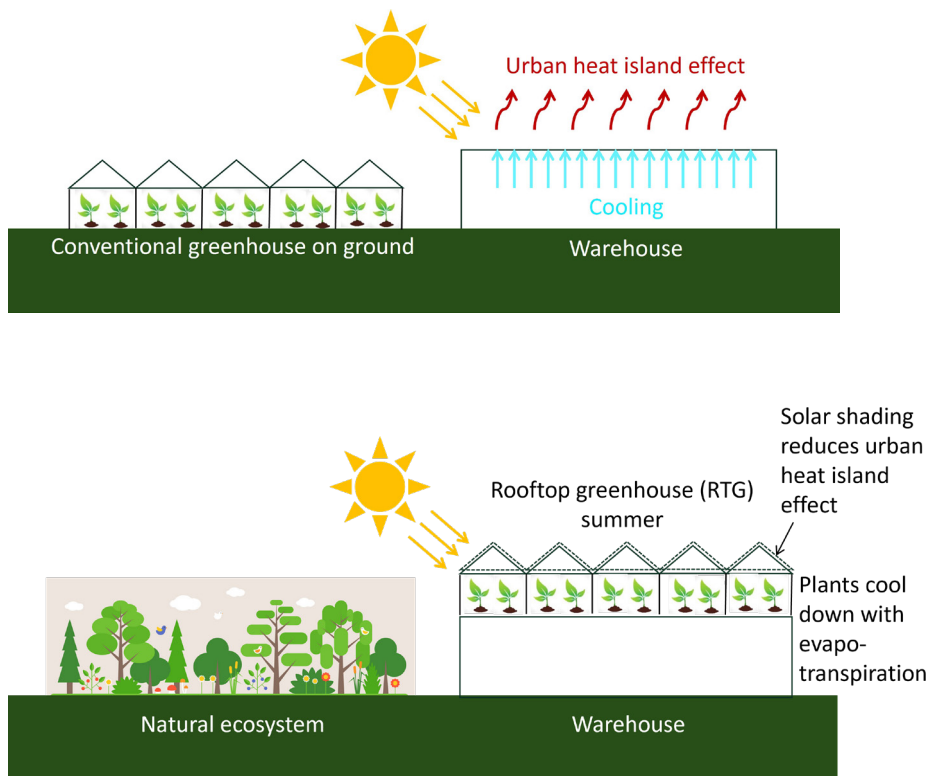 Urban heat island effect
Cooling
Conventional greenhouse on ground
Warehouse
Solar shading
reduces urban
heat island
effect
Rooftop greenhouse (RTG)
summer
Plants cool
down with
evapo-
transpiration
Natural ecosystem
Warehouse